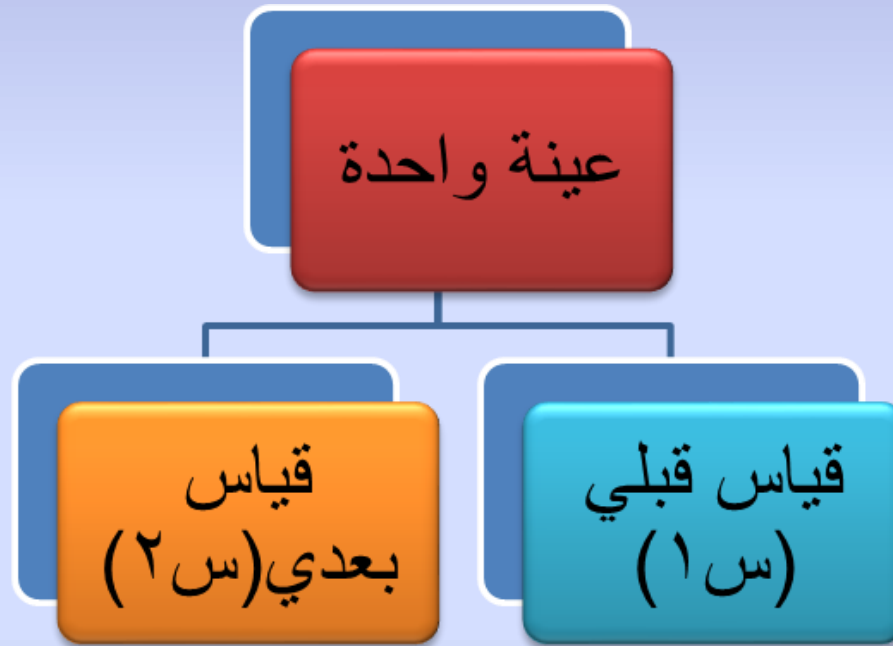 عينة واحدة
قياس قبلي
(س١)
قياس
بعدي(س٢)